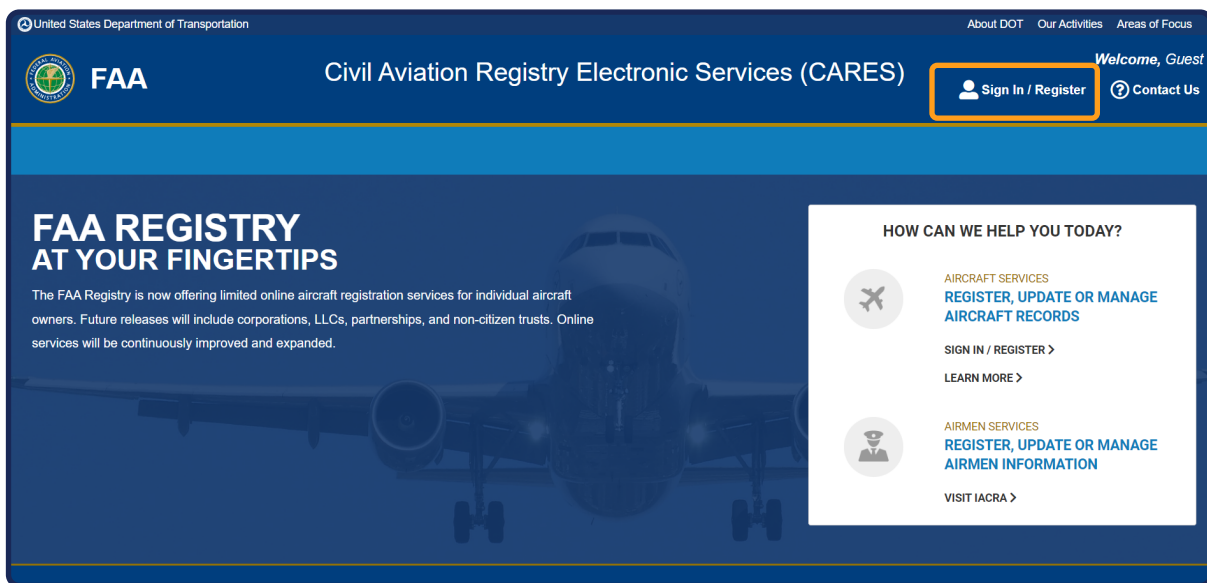 United States Department of Transportation
About DOT Our Activities Areas of Focus
FAA
Civil Aviation Registry Electronic Services (CARES)
Welcome, Guest
Sign In / Register
Contact Us
FAA REGISTRY
AT YOUR FINGERTIPS
The FAA Registry is now offering limited online aircraft registration services for individual aircraft
owners. Future releases will include corporations, LLCs, partnerships, and non-citizen trusts. Online
services will be continuously improved and expanded.
HOW CAN WE HELP YOU TODAY?
AIRCRAFT SERVICES
REGISTER, UPDATE OR MANAGE
AIRCRAFT RECORDS
SIGN IN / REGISTER >
LEARN MORE >
AIRMEN SERVICES
REGISTER, UPDATE OR MANAGE
AIRMEN INFORMATION
VISIT IACRA >